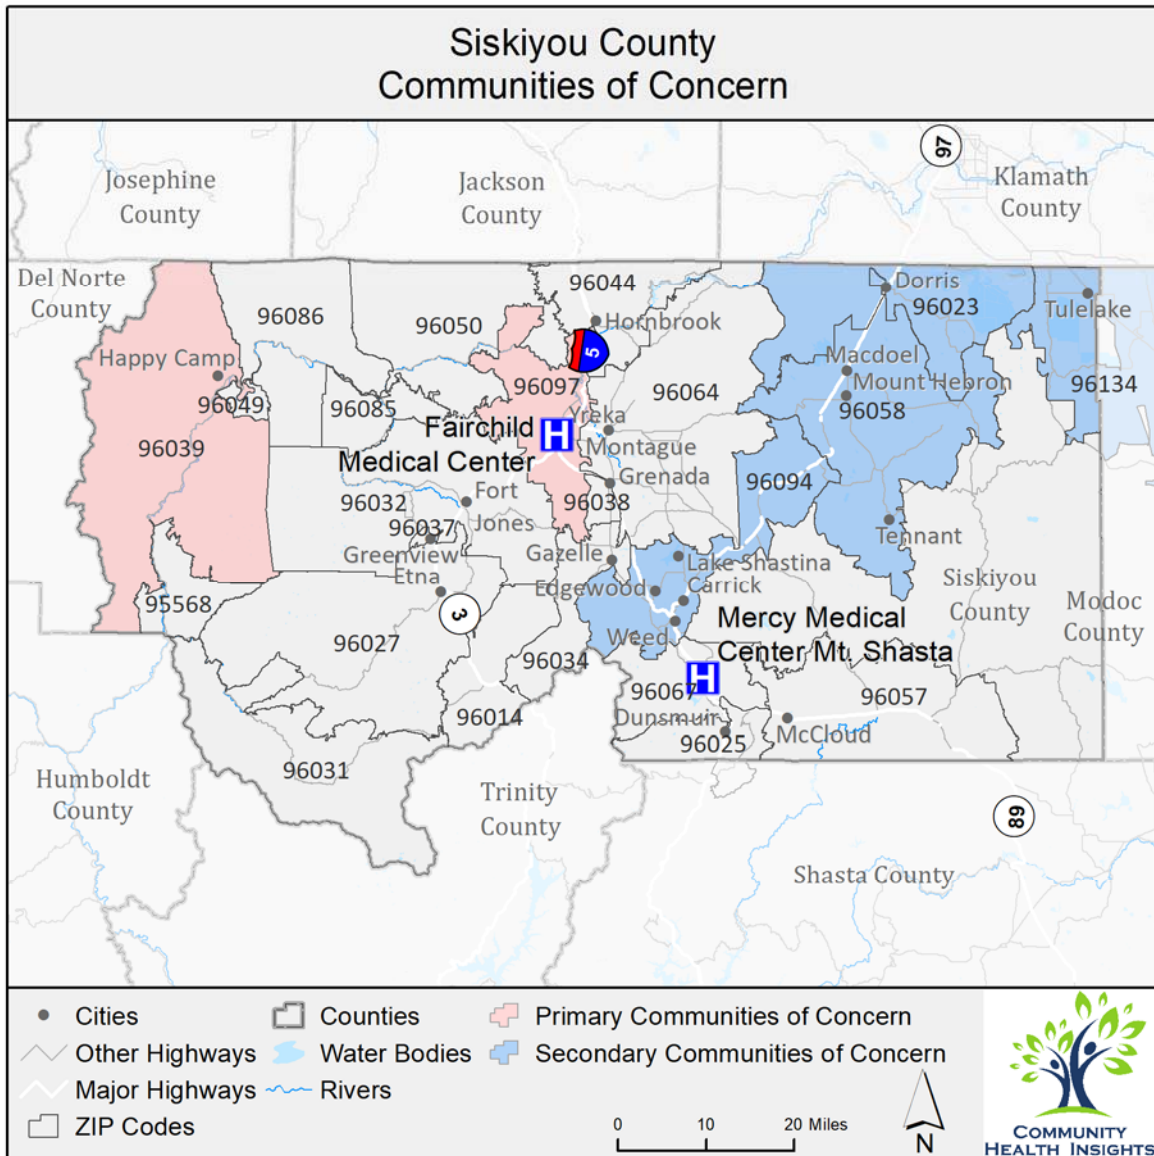 Siskiyou County
Communities of Concern
Josephine
County
Jackson
County
97
Klamath
County
Del Norte
County
96044
Dorris
96023
Tulelake
96086
96050
Hornbrook
5
Happy Camp
96049
96085
96097
96064
Macdoel
Mount Hebron
96058
96134
96039
Fairchild
Medical Center
H
Yreka
Montague
Grenada
96038
96094
96032
Fort
Jones
96037
Greenview
Etna
Gazelle
Lake Shastina
Edgewood
Carrick
Tennant
Siskiyou
County
Modoc
County
95568
3
96027
96034
Weed
Mercy Medical
Center Mt. Shasta
H
96067
96057
96014
Dunsmuir
96025
McCloud
96031
Humboldt
County
Trinity
County
89
Shasta County
Cities
Counties
Primary Communities of Concern
Other Highways
Water Bodies
Secondary Communities of Concern
Major Highways
Rivers
ZIP Codes
0 10 20 Miles
N
COMMUNITY
HEALTH INSIGHTS